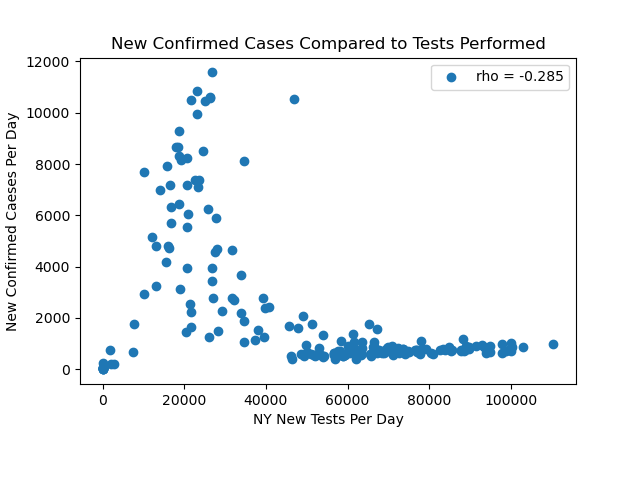 New Confirmed Cases Compared to Tests Performed
rho = -0.285
12000
10000
8000
6000
4000
2000
0
New Confirmed Caeses Per Day
0 20000 40000 60000 80000 100000
NY New Tests Per Day